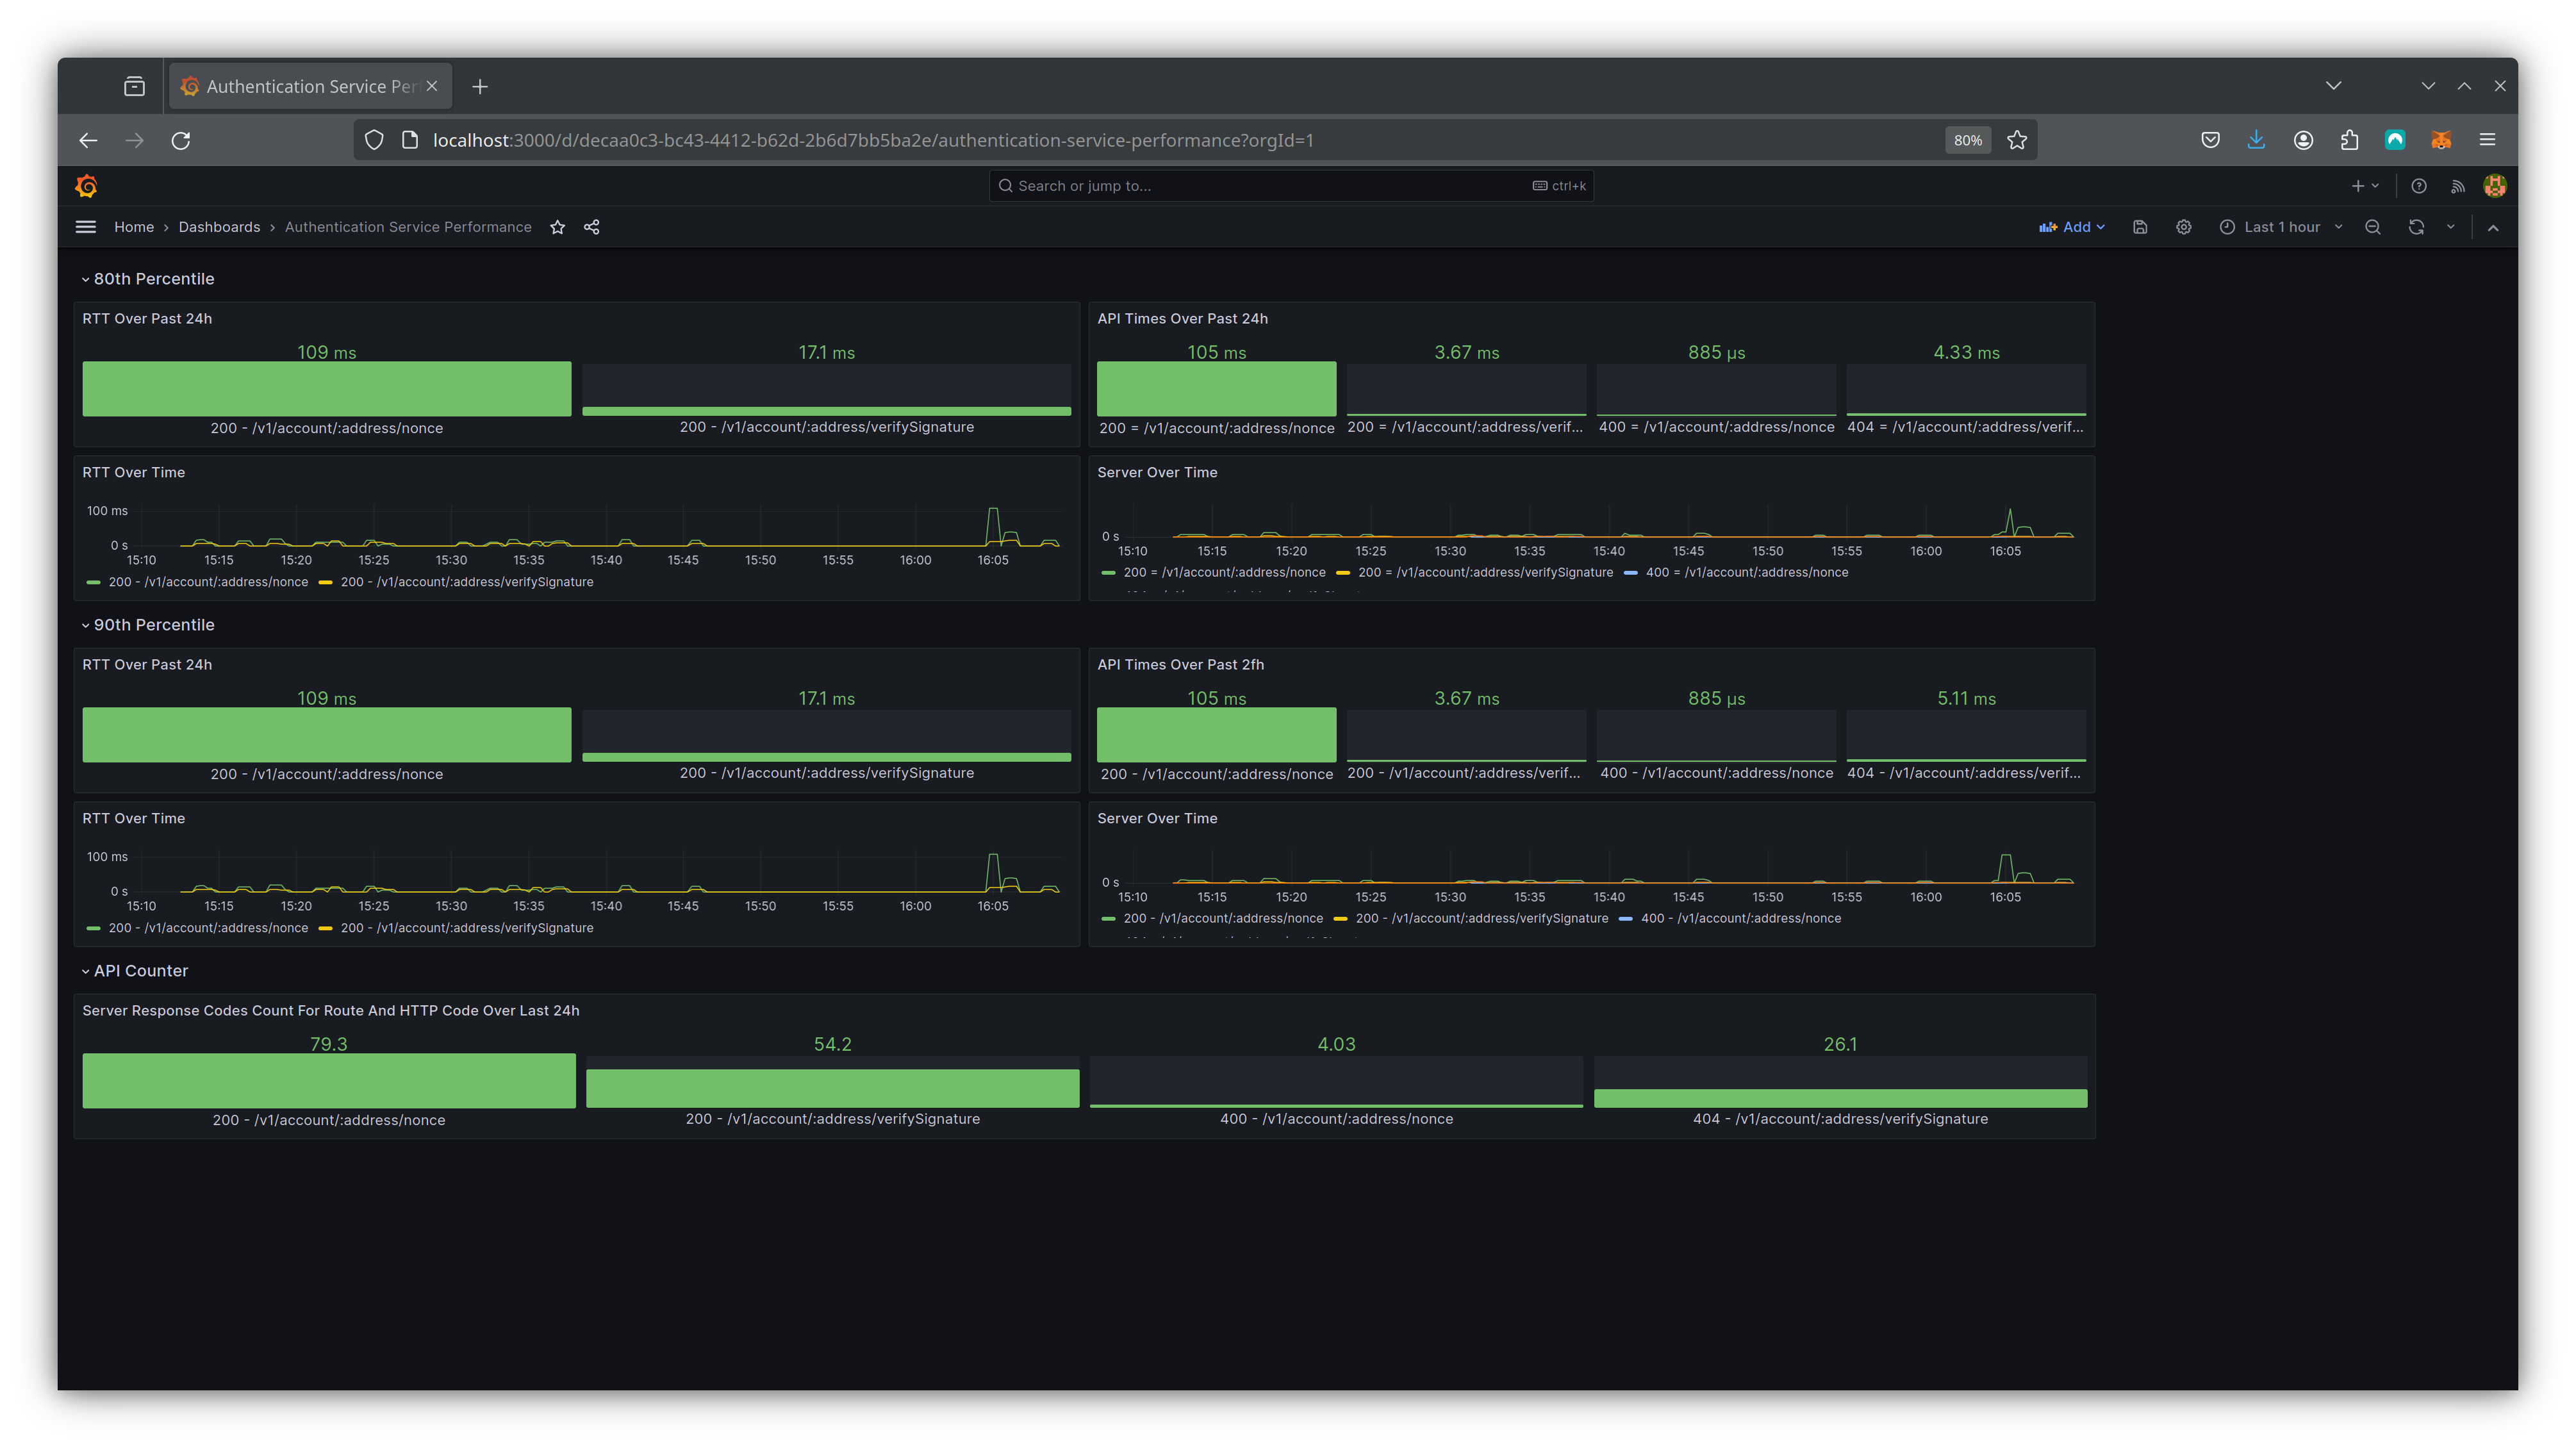 Authentication Service Per
localhost:3000/d/decaa0c3-bc43-4412-b62d-2b6d7bb5ba2e/authentication-service-performance?orgId=1
80%
Search or jump to...
ctrl+k
Home › Dashboards › Authentication Service Performance
Add
Last 1 hour
80th Percentile
RTT Over Past 24h
109 ms 17.1 ms
200 - /v1/account/:address/nonce 200 - /v1/account/:address/verifySignature
API Times Over Past 24h
105 ms 3.67 ms 885 µs 4.33 ms
200 = /v1/account/:address/nonce 200 = /v1/account/:address/verif... 400 = /v1/account/:address/nonce 404 = /v1/account/:address/verif...
RTT Over Time
100 ms
0 s
15:10 15:15 15:20 15:25 15:30 15:35 15:40 15:45 15:50 15:55 16:00 16:05
200 - /v1/account/:address/nonce 200 - /v1/account/:address/verifySignature
Server Over Time
0 s
15:10 15:15 15:20 15:25 15:30 15:35 15:40 15:45 15:50 15:55 16:00 16:05
200 = /v1/account/:address/nonce 200 = /v1/account/:address/verifySignature 400 = /v1/account/:address/nonce
90th Percentile
RTT Over Past 24h
109 ms 17.1 ms
200 - /v1/account/:address/nonce 200 - /v1/account/:address/verifySignature
API Times Over Past 2fh
105 ms 3.67 ms 885 µs 5.11 ms
200 - /v1/account/:address/nonce 200 - /v1/account/:address/verif... 400 - /v1/account/:address/nonce 404 - /v1/account/:address/verif...
RTT Over Time
100 ms
0 s
15:10 15:15 15:20 15:25 15:30 15:35 15:40 15:45 15:50 15:55 16:00 16:05
200 - /v1/account/:address/nonce 200 - /v1/account/:address/verifySignature
Server Over Time
0 s
15:10 15:15 15:20 15:25 15:30 15:35 15:40 15:45 15:50 15:55 16:00 16:05
200 - /v1/account/:address/nonce 200 - /v1/account/:address/verifySignature 400 - /v1/account/:address/nonce
API Counter
Server Response Codes Count For Route And HTTP Code Over Last 24h
79.3 54.2 4.03 26.1
200 - /v1/account/:address/nonce 200 - /v1/account/:address/verifySignature 400 - /v1/account/:address/nonce 404 - /v1/account/:address/verifySignature